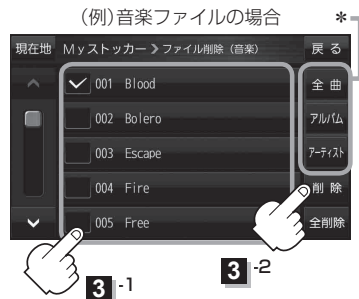 (例)音楽ファイルの場合 *
現在地 Myストッカー ❯ ファイル削除（音楽） 戻る
001 Blood 全曲
002 Bolero アルバム
003 Escape アーティスト
004 Fire 削除
005 Free 全削除
3 -1
3 -2